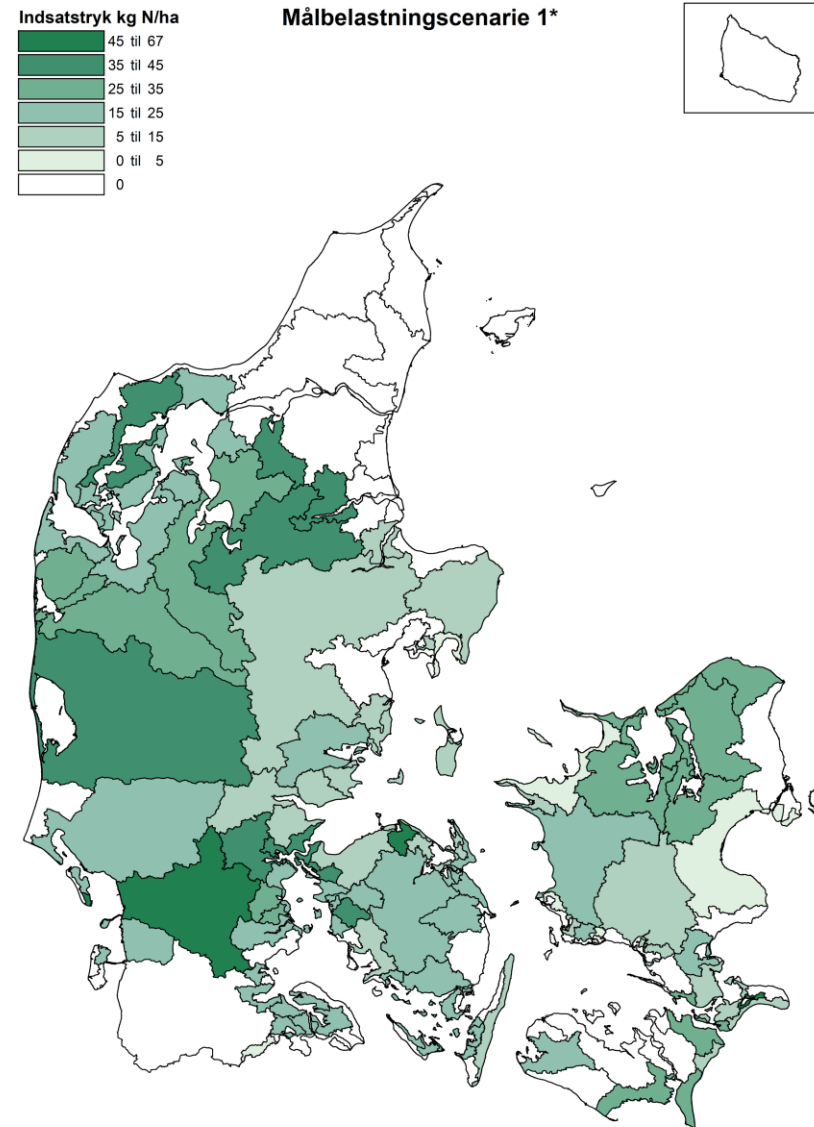 Indsatstryk kg N/ha
45 til 67
35 til 45
25 til 35
15 til 25
5 til 15
0 til 5
0
Målbelastningscenarie 1*